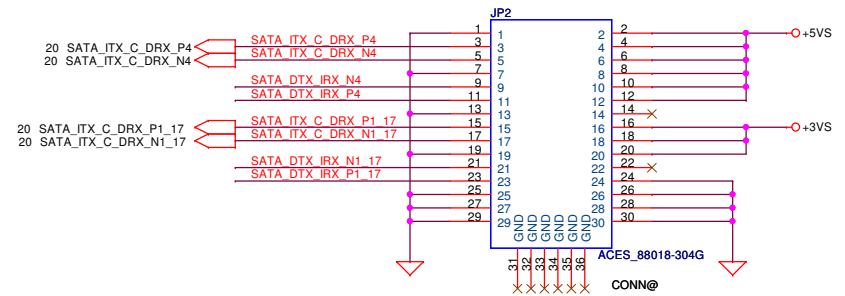 JP2
1 1 2 2 +5VS
20 SATA_ITX_C_DRX_P4 SATA_ITX_C_DRX_P4 3 3 4 4
20 SATA_ITX_C_DRX_N4 SATA_ITX_C_DRX_N4 5 5 6 6
7 7 8 8
SATA_DTX_IRX_N4 9 9 10 10
SATA_DTX_IRX_P4 11 11 12 12
13 13 14 14
20 SATA_ITX_C_DRX_P1_17 SATA_ITX_C_DRX_P1_17 15 15 16 16 +3VS
20 SATA_ITX_C_DRX_N1_17 SATA_ITX_C_DRX_N1_17 17 17 18 18
19 19 20 20
SATA_DTX_IRX_N1_17 21 21 22 22
SATA_DTX_IRX_P1_17 23 23 24 24
25 25 26 26
27 27 28 28
29 29 30 30
GND GND GND GND GND GND
ACES_88018-304G
31 32 33 34 35 36
CONN@